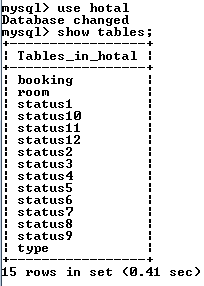 mysql> use hotal
Database changed
mysql> show tables;
+-----------------+
| Tables_in_hotal |
+-----------------+
| booking         |
| room            |
| status1         |
| status10        |
| status11        |
| status12        |
| status2         |
| status3         |
| status4         |
| status5         |
| status6         |
| status7         |
| status8         |
| status9         |
| type            |
+-----------------+
15 rows in set (0.41 sec)